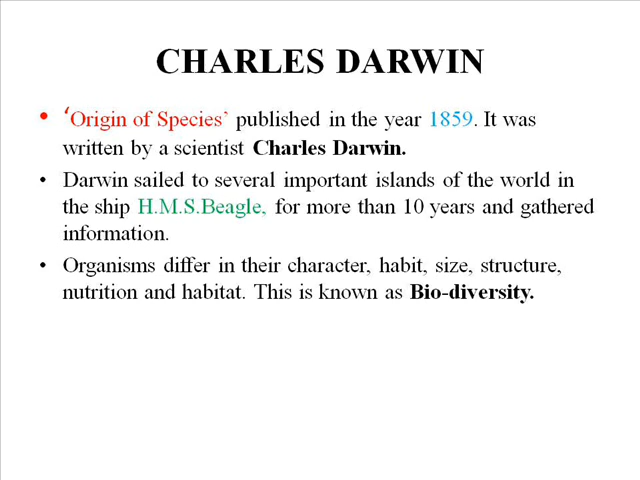 CHARLES DARWIN
• ‘Origin of Species’ published in the year 1859. It was
written by a scientist Charles Darwin.
• Darwin sailed to several important islands of the world in
the ship H.M.S.Beagle, for more than 10 years and gathered
information.
• Organisms differ in their character, habit, size, structure,
nutrition and habitat. This is known as Bio-diversity.